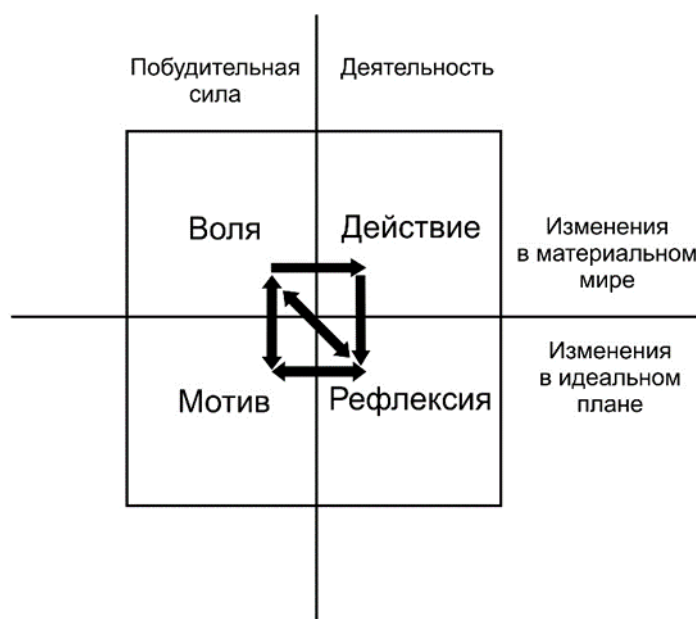 Побудительная
сила
Деятельность
Воля
Действие
Изменения
в материальном
мире
Мотив
Рефлексия
Изменения
в идеальном
плане